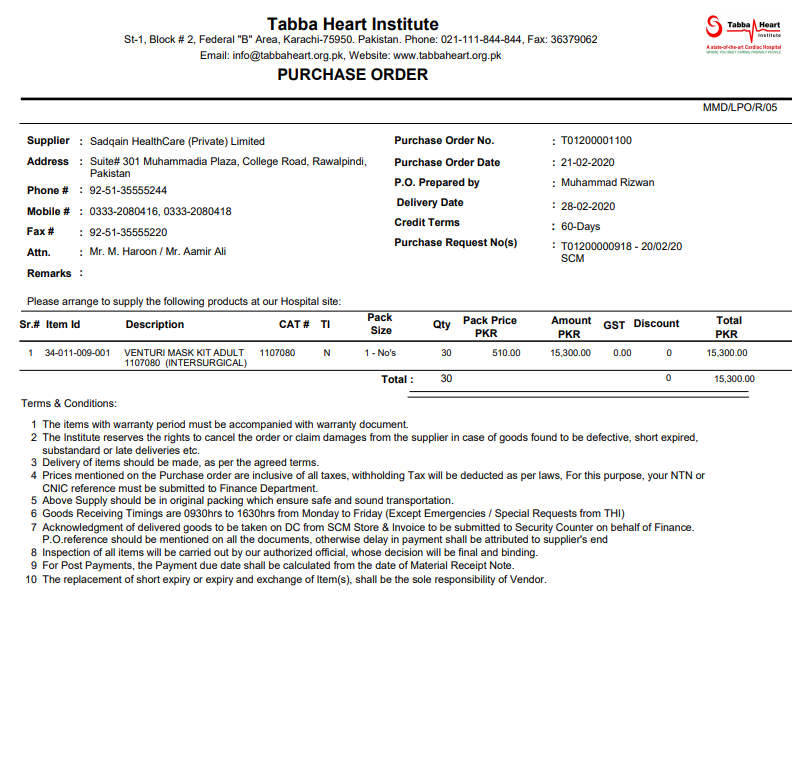 Tabba Heart Institute
St-1, Block # 2, Federal "B" Area, Karachi-75950. Pakistan. Phone: 021-111-844-844, Fax: 36379062
Email: info@tabbaheart.org.pk, Website: www.tabbaheart.org.pk
PURCHASE ORDER
Tabba Heart
Institute
A state-of-the-art Cardiac Hospital
WHERE YOU MEET CARING FRIENDLY PEOPLE
MMD/LPO/R/05
Supplier : Sadqain HealthCare (Private) Limited
Address : Suite# 301 Muhammadia Plaza, College Road, Rawalpindi,
Pakistan
Phone # : 92-51-35555244
Mobile # : 0333-2080416, 0333-2080418
Fax # : 92-51-35555220
Attn. : Mr. M. Haroon / Mr. Aamir Ali
Remarks :
Purchase Order No. : T01200001100
Purchase Order Date : 21-02-2020
P.O. Prepared by : Muhammad Rizwan
Delivery Date : 28-02-2020
Credit Terms : 60-Days
Purchase Request No(s) : T01200000918 - 20/02/20
SCM
Please arrange to supply the following products at our Hospital site:
Sr.# Item Id Description CAT # TI Pack Size Qty Pack Price PKR Amount PKR GST Discount Total PKR
1 34-011-009-001 VENTURI MASK KIT ADULT 1107080 N 1 - No's 30 510.00 15,300.00 0.00 0 15,300.00
1107080 (INTERSURGICAL)
Total : 30 0 15,300.00
Terms & Conditions:
1 The items with warranty period must be accompanied with warranty document.
2 The Institute reserves the rights to cancel the order or claim damages from the supplier in case of goods found to be defective, short expired,
substandard or late deliveries etc.
3 Delivery of items should be made, as per the agreed terms.
4 Prices mentioned on the Purchase order are inclusive of all taxes, withholding Tax will be deducted as per laws, For this purpose, your NTN or
CNIC reference must be submitted to Finance Department.
5 Above Supply should be in original packing which ensure safe and sound transportation.
6 Goods Receiving Timings are 0930hrs to 1630hrs from Monday to Friday (Except Emergencies / Special Requests from THI)
7 Acknowledgment of delivered goods to be taken on DC from SCM Store & Invoice to be submitted to Security Counter on behalf of Finance.
P.O.reference should be mentioned on all the documents, otherwise delay in payment shall be attributed to supplier's end
8 Inspection of all items will be carried out by our authorized official, whose decision will be final and binding.
9 For Post Payments, the Payment due date shall be calculated from the date of Material Receipt Note.
10 The replacement of short expiry or expiry and exchange of Item(s), shall be the sole responsibility of Vendor.